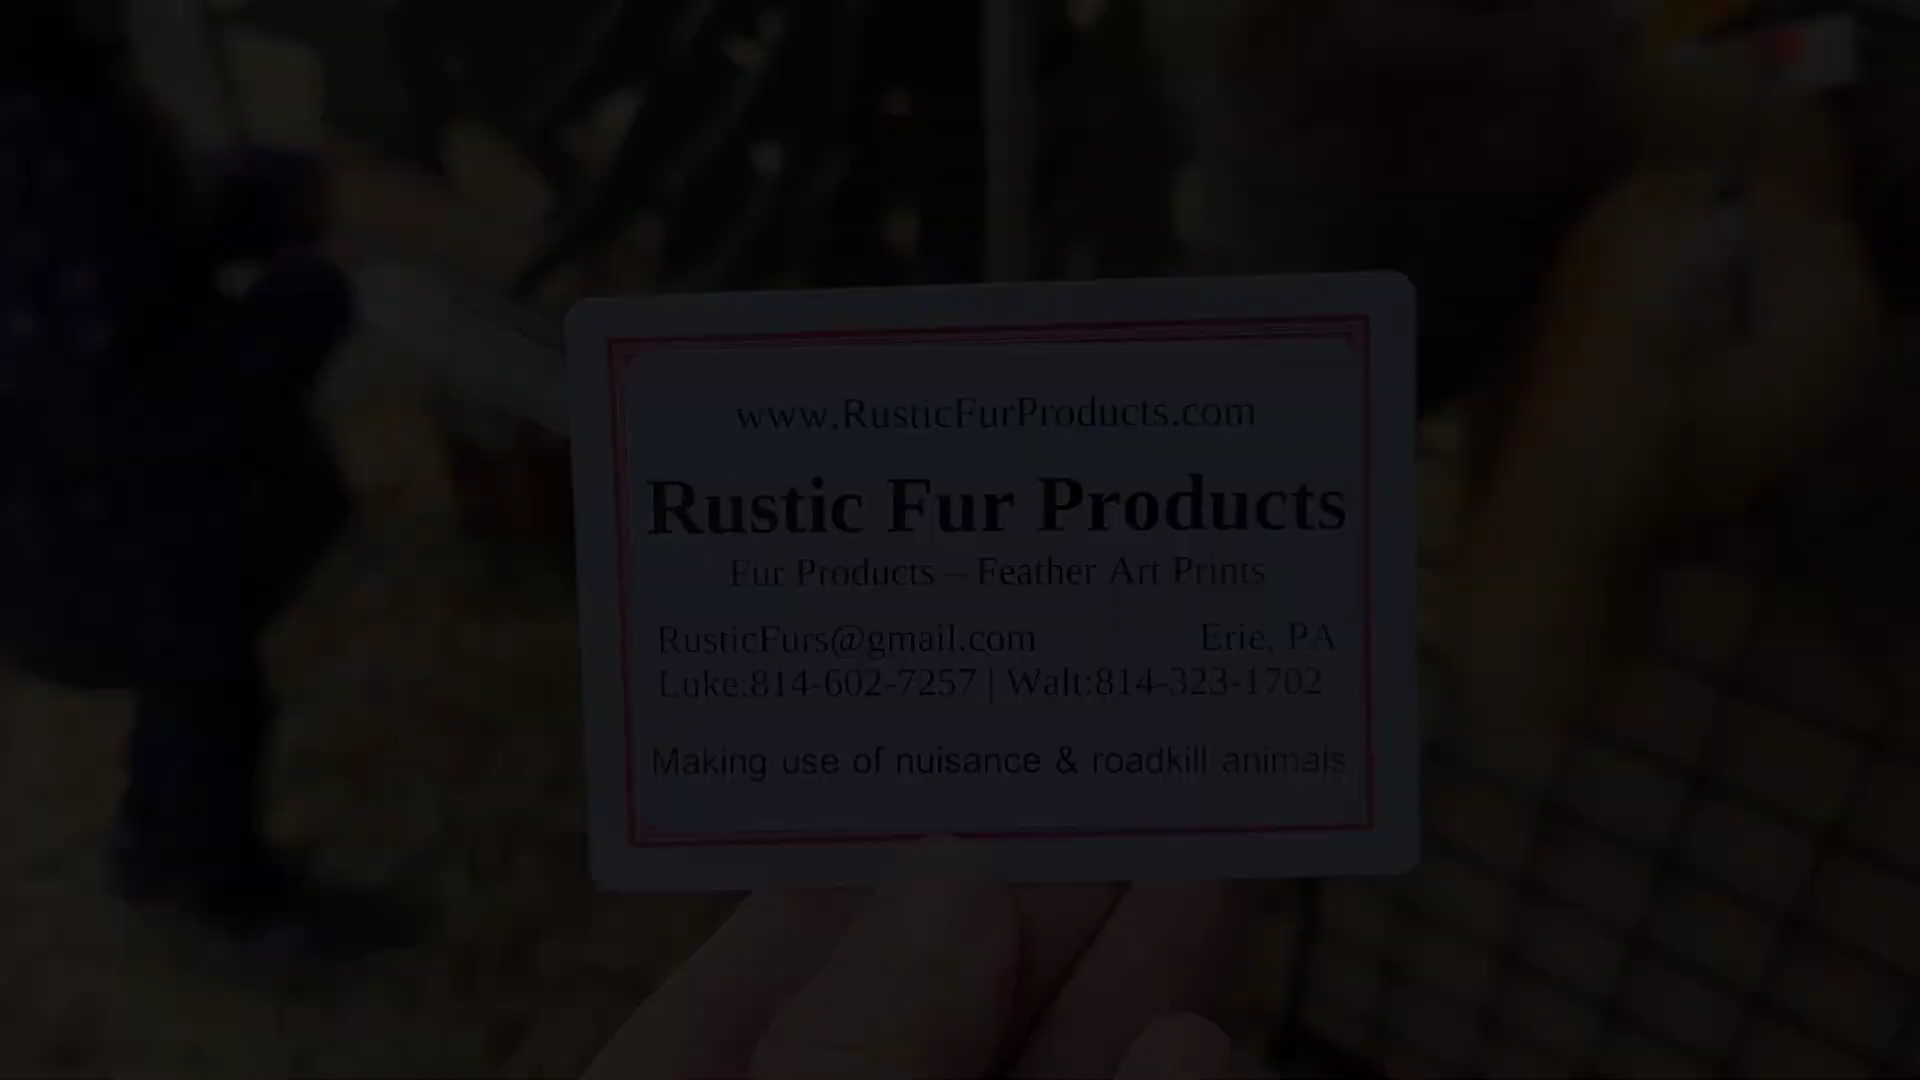 www.RusticFurProducts.com
Rustic Fur Products
Fur Products – Feather Art Prints
RusticFurs@gmail.com Erie, PA
Luke:814-602-7257 | Walt:814-323-1702
Making use of nuisance & roadkill animals